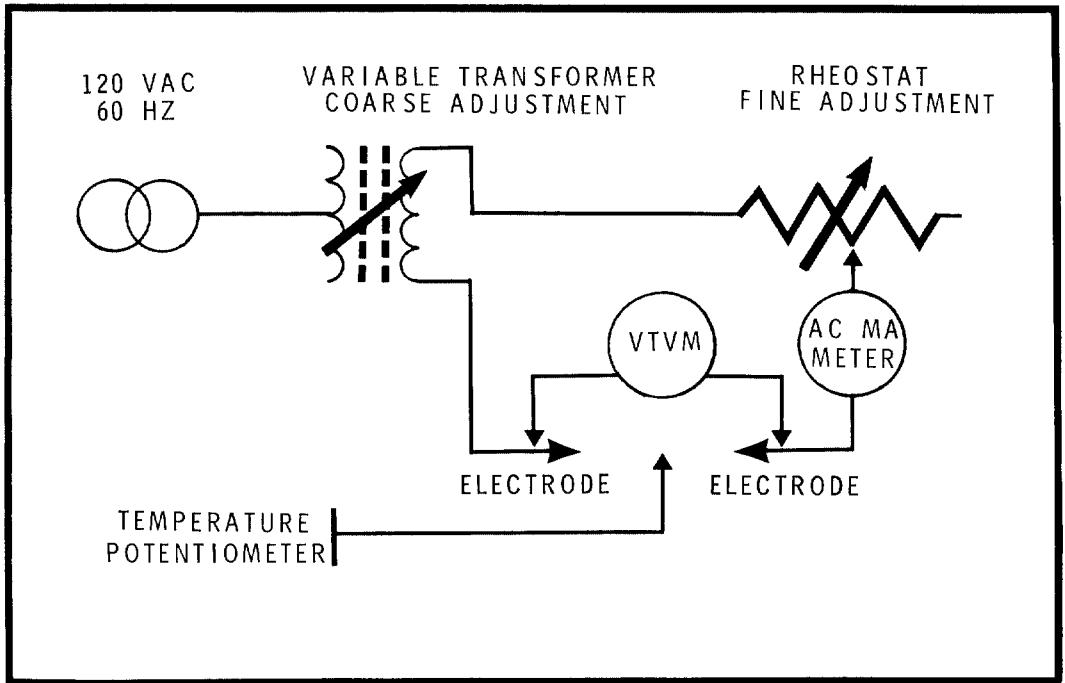 120 VAC
60 HZ
VARIABLE TRANSFORMER
COARSE ADJUSTMENT
RHEOSTAT
FINE ADJUSTMENT
VTVM
AC MA
METER
ELECTRODE
ELECTRODE
TEMPERATURE
POTENTIOMETER